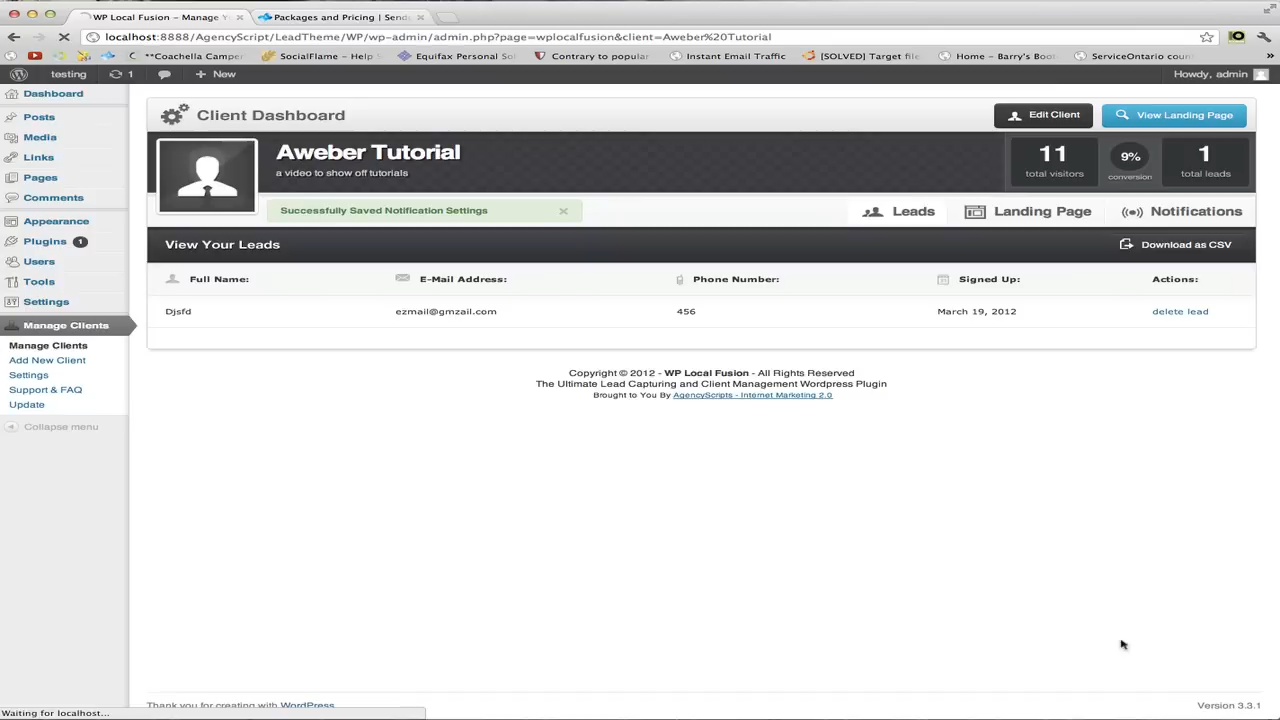 WP Local Fusion – Manage Y
Packages and Pricing | Send
localhost:8888/AgencyScript/LeadTheme/WP/wp-admin/admin.php?page=wplocalfusion&client=Aweber%20Tutorial
**Coachella Camper
SocialFlame - Help
Equifax Personal
Contrary to popular
Instant Email Traffic
[SOLVED] Target file
Home – Barry's Boot
ServiceOntario coun
»
testing
1
+ New
Howdy, admin
Dashboard
Posts
Media
Links
Pages
Comments
Appearance
Plugins 1
Users
Tools
Settings
Manage Clients
Manage Clients
Add New Client
Settings
Support & FAQ
Update
Collapse menu
Client Dashboard
Edit Client
View Landing Page
Aweber Tutorial
a video to show off tutorials
11
total visitors
9%
conversion
1
total leads
Successfully Saved Notification Settings
Leads
Landing Page
Notifications
View Your Leads
Download as CSV
Full Name: E-Mail Address: Phone Number: Signed Up: Actions:
Djsfd ezmail@gmzail.com 456 March 19, 2012 delete lead
Copyright © 2012 - WP Local Fusion - All Rights Reserved
The Ultimate Lead Capturing and Client Management Wordpress Plugin
Brought to You By AgencyScripts - Internet Marketing 2.0
Thank you for creating with WordPress
Version 3.3.1
Waiting for localhost...